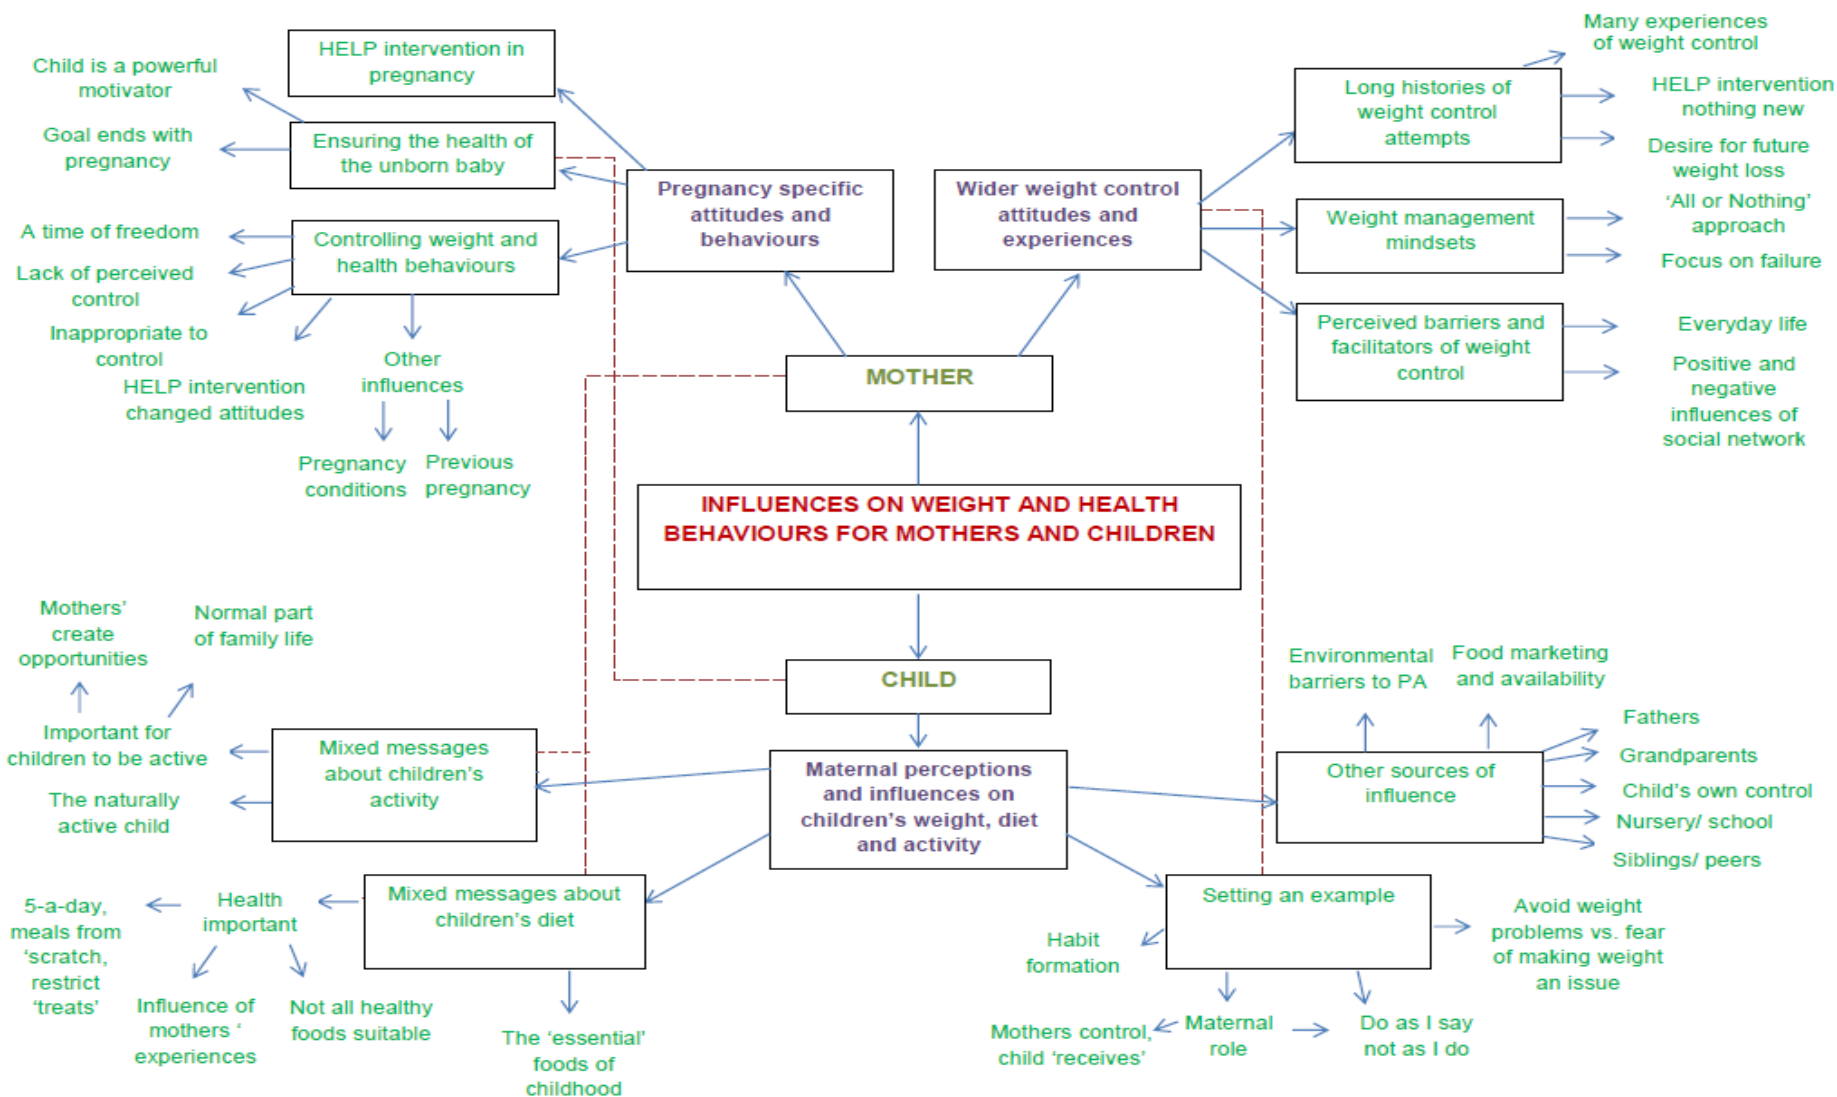 HELP intervention in
pregnancy
Child is a powerful
motivator
Goal ends with
pregnancy
Ensuring the health of
the unborn baby
A time of freedom
Lack of perceived
control
Inappropriate to
control
HELP intervention
changed attitudes
Controlling weight and
health behaviours
Other
influences
Pregnancy
conditions
Previous
pregnancy
Pregnancy specific
attitudes and
behaviours
Wider weight control
attitudes and
experiences
Many experiences
of weight control
Long histories of
weight control
attempts
HELP intervention
nothing new
Desire for future
weight loss
Weight management
mindsets
‘All or Nothing’
approach
Focus on failure
Perceived barriers and
facilitators of weight
control
Everyday life
Positive and
negative
influences of
social network
MOTHER
INFLUENCES ON WEIGHT AND HEALTH
BEHAVIOURS FOR MOTHERS AND CHILDREN
CHILD
Maternal perceptions
and influences on
children’s weight, diet
and activity
Mothers’
create
opportunities
Normal part
of family life
Important for
children to be active
The naturally
active child
Mixed messages
about children’s
activity
Mixed messages about
children’s diet
Health
important
5-a-day,
meals from
‘scratch,
restrict
‘treats’
Influence of
mothers ‘
experiences
Not all healthy
foods suitable
The ‘essential’
foods of
childhood
Environmental
barriers to PA
Food marketing
and availability
Other sources of
influence
Fathers
Grandparents
Child’s own control
Nursery/ school
Siblings/ peers
Setting an example
Habit
formation
Avoid weight
problems vs. fear
of making weight
an issue
Mothers control,
child ‘receives’
Maternal
role
Do as I say
not as I do